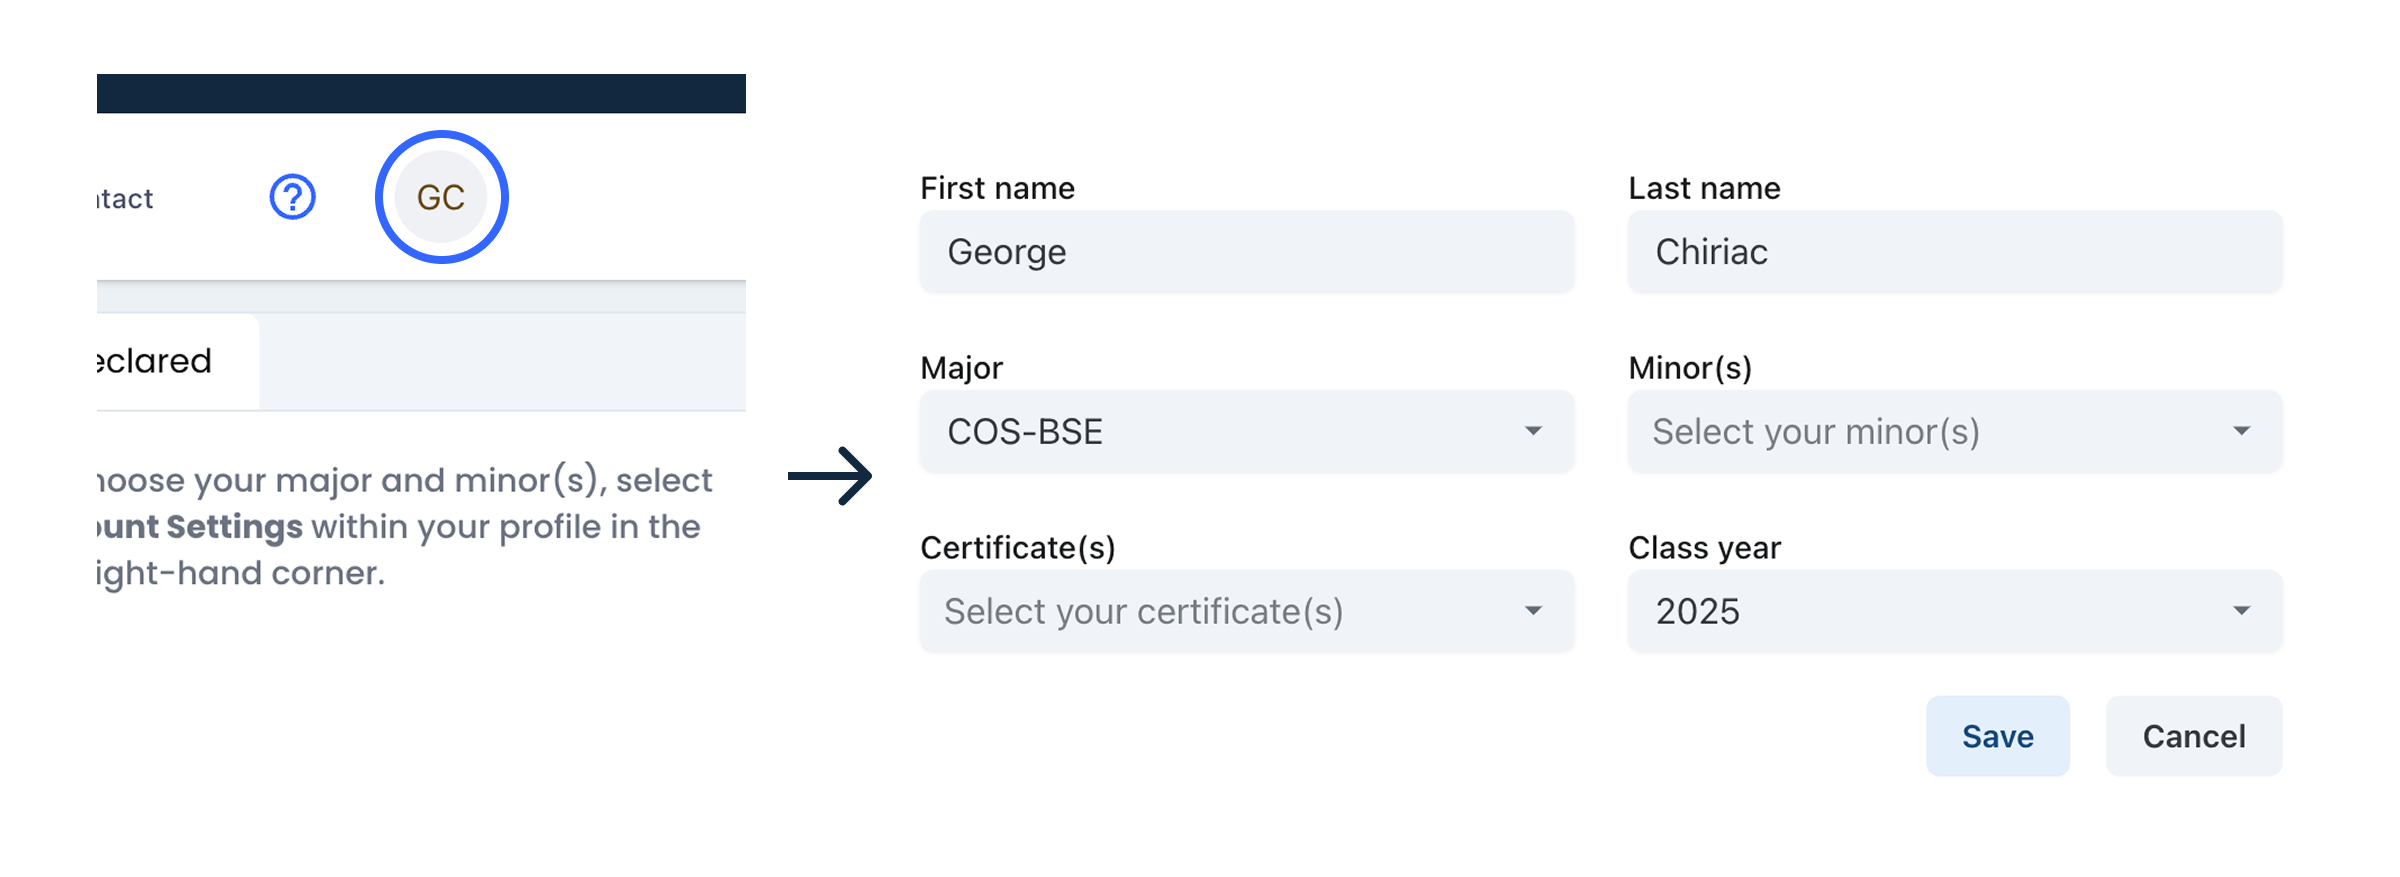 ntact
?
GC
eclared
hoose your major and minor(s), select
ount Settings within your profile in the
ight-hand corner.
First name
Last name
George
Chiriac
Major
Minor(s)
COS-BSE
Select your minor(s)
Certificate(s)
Class year
Select your certificate(s)
2025
Save
Cancel